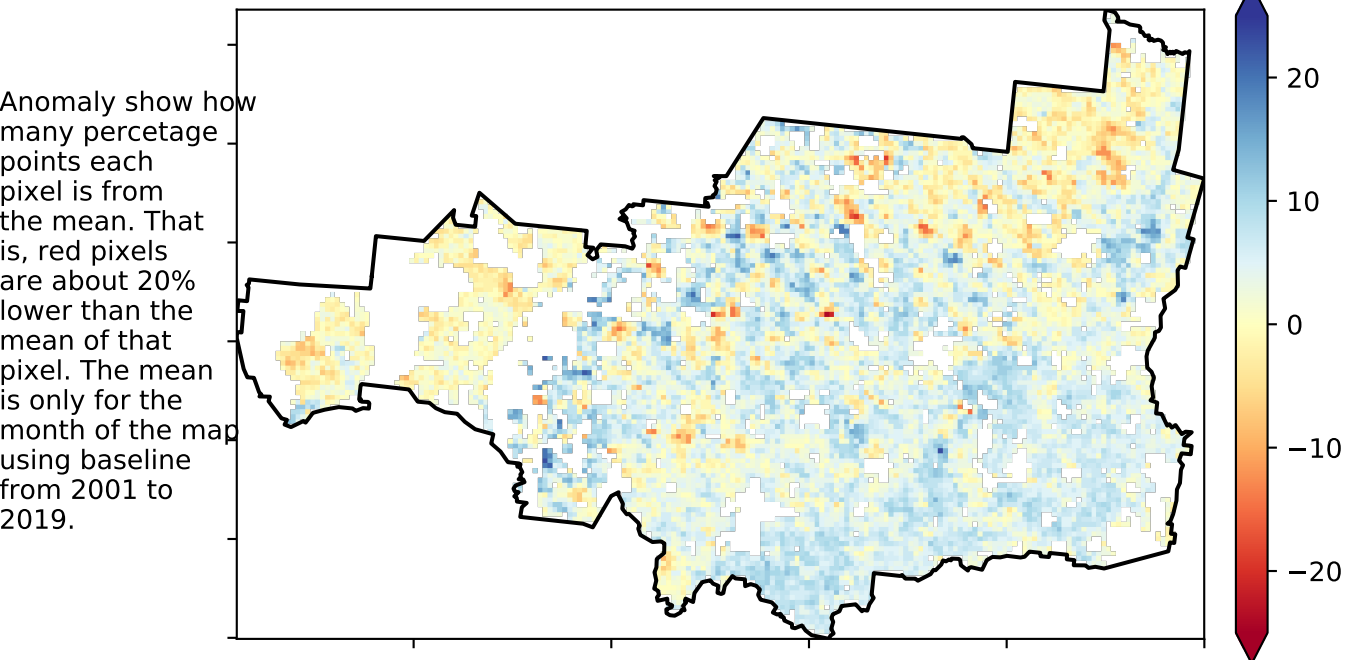 Anomaly show how
many percetage
points each
pixel is from
the mean. That
is, red pixels
are about 20%
lower than the
mean of that
pixel. The mean
is only for the
month of the map
using baseline
from 2001 to
2019.
20
10
0
−10
−20